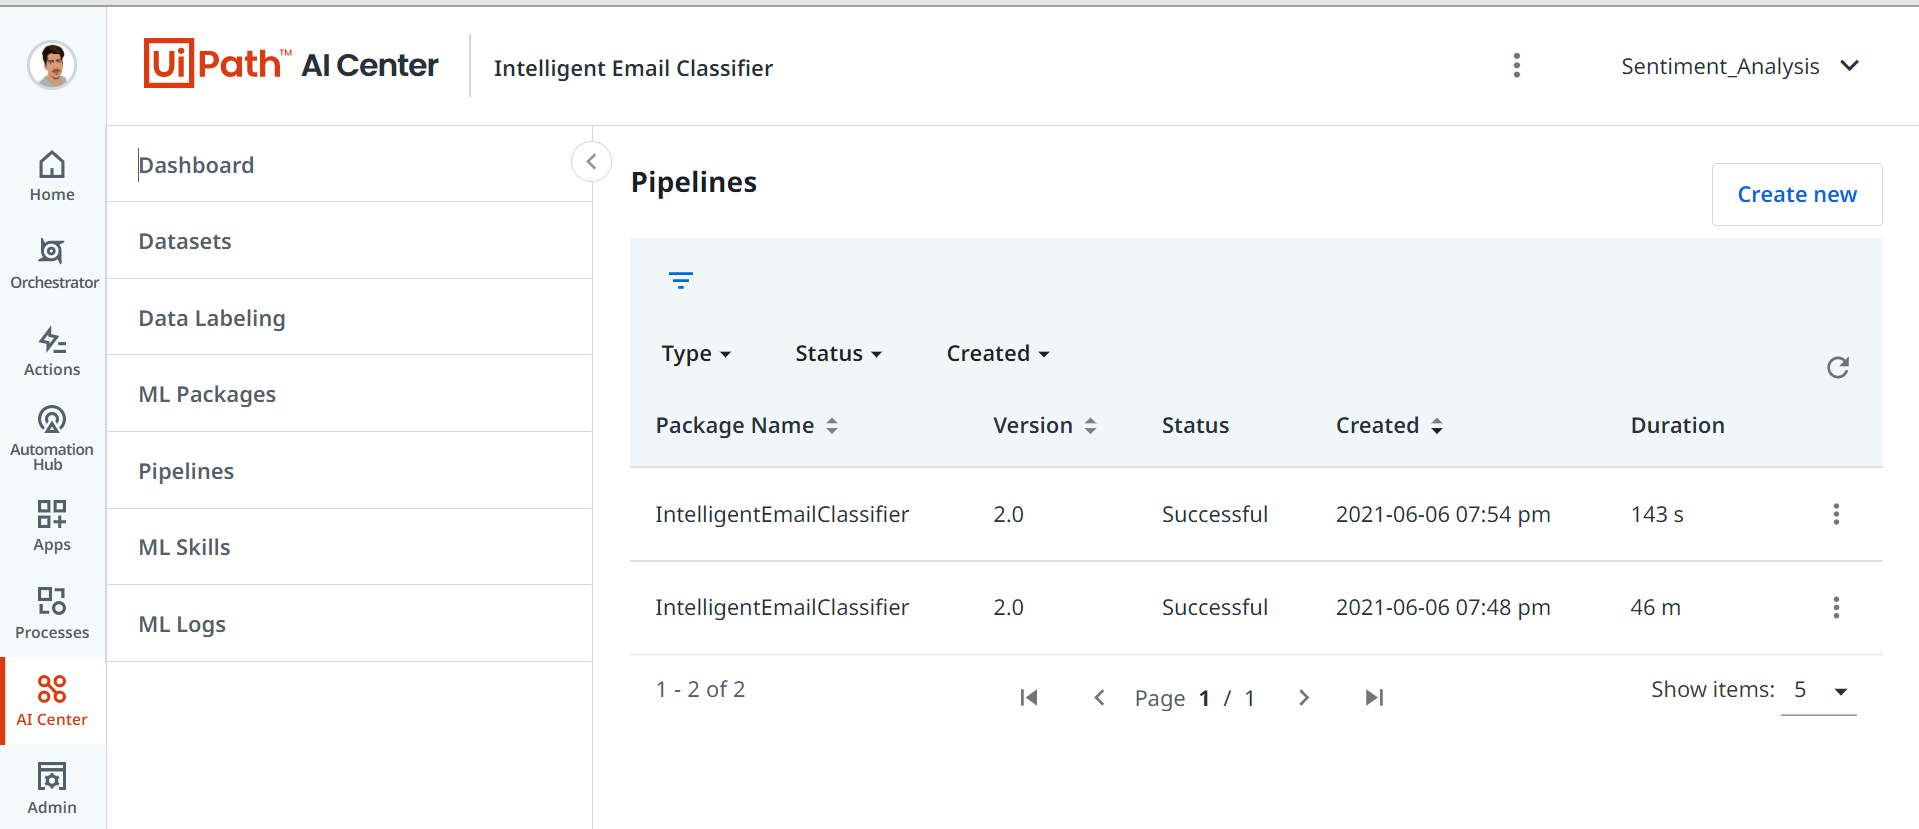 UiPath™ AI Center
Intelligent Email Classifier
Sentiment_Analysis
Home
Orchestrator
Actions
Automation
Hub
Apps
Processes
AI Center
Admin
Dashboard
Datasets
Data Labeling
ML Packages
Pipelines
ML Skills
ML Logs
Pipelines
Create new
Type Status Created
Package Name Version Status Created Duration
IntelligentEmailClassifier 2.0 Successful 2021-06-06 07:54 pm 143 s
IntelligentEmailClassifier 2.0 Successful 2021-06-06 07:48 pm 46 m
1 - 2 of 2 Page 1 / 1 Show items: 5